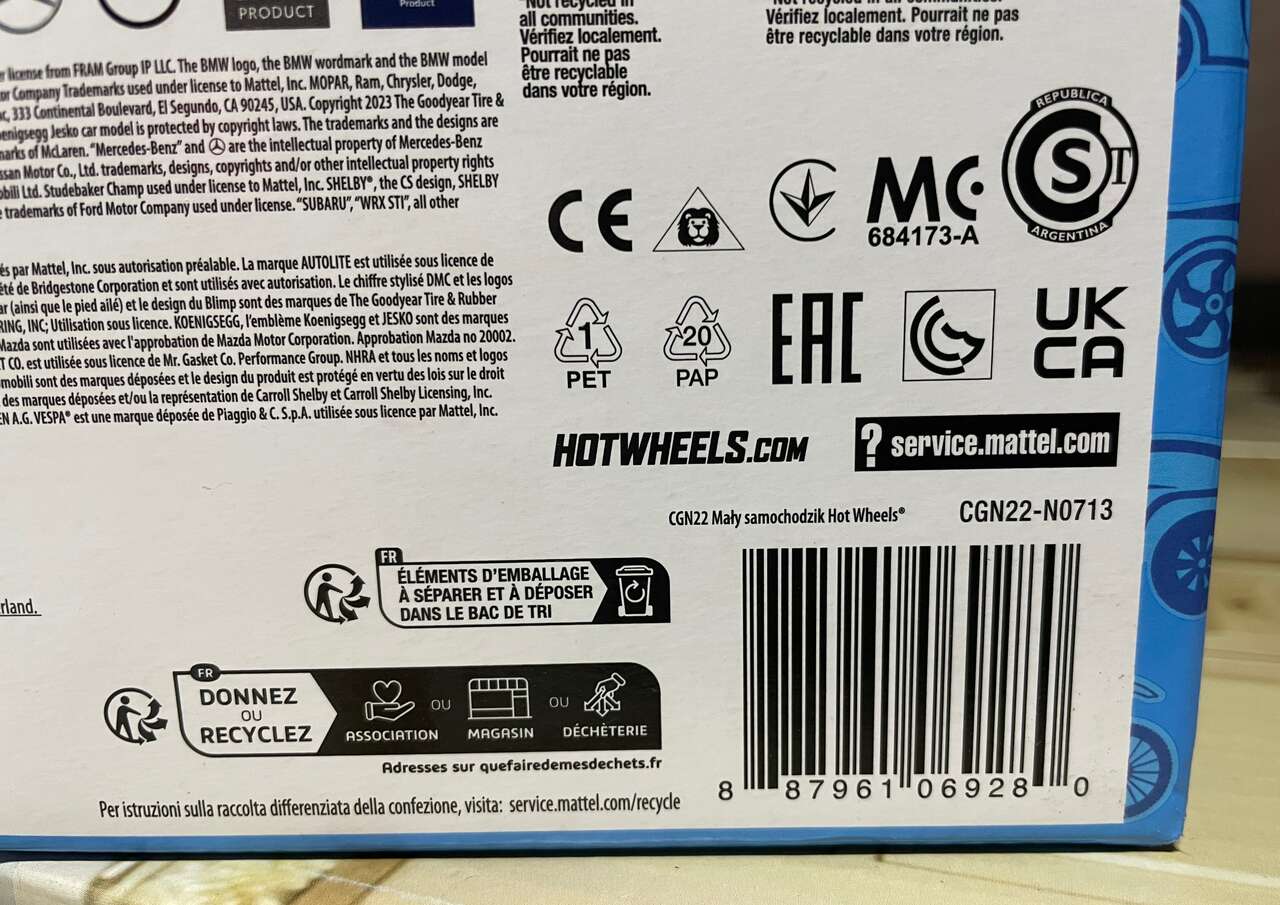 PRODUCT
Product
*Not recycled in
all communities.
Vérifiez localement.
Pourrait ne pas
être recyclable
dans votre région.
Vérifiez localement. Pourrait ne pas
être recyclable dans votre région.
license from FRAM Group IP LLC. The BMW logo, the BMW wordmark and the BMW model
or Company Trademarks used under license to Mattel, Inc. MOPAR, Ram, Chrysler, Dodge,
333 Continental Boulevard, El Segundo, CA 90245, USA. Copyright 2023 The Goodyear Tire &
enigsegg Jesko car model is protected by copyright laws. The trademarks and the designs are
marks of McLaren. "Mercedes-Benz" and are the intellectual property of Mercedes-Benz
ssan Motor Co., Ltd. trademarks, designs, copyrights and/or other intellectual property rights
bili Ltd. Studebaker Champ used under license to Mattel, Inc. SHELBY®, the CS design, SHELBY
trademarks of Ford Motor Company used under license. "SUBARU", "WRX STI", all other
és par Mattel, Inc. sous autorisation préalable. La marque AUTOLITE est utilisée sous licence de
été de Bridgestone Corporation et sont utilisés avec autorisation. Le chiffre stylisé DMC et les logos
ar (ainsi que le pied ailé) et le design du Blimp sont des marques de The Goodyear Tire & Rubber
RING, INC; Utilisation sous licence. KOENIGSEGG, l'emblème Koenigsegg et JESKO sont des marques
Mazda sont utilisées avec l'approbation de Mazda Motor Corporation. Approbation Mazda no 20002.
T CO. est utilisée sous licence de Mr. Gasket Co. Performance Group. NHRA et tous les noms et logos
mobili sont des marques déposées et le design du produit est protégé en vertu des lois sur le droit
des marques déposées et/ou la représentation de Carroll Shelby et Carroll Shelby Licensing, Inc.
EN A.G. VESPA® est une marque déposée de Piaggio & C. S.p.A. utilisée sous licence par Mattel, Inc.
CE
MC
684173-A
REPUBLICA
S T
ARGENTINA
1
PET
20
PAP
EAC
UK
CA
HOTWHEELS.COM
? service.mattel.com
CGN22 Mały samochodzik Hot Wheels®
CGN22-N0713
rland.
FR
ÉLÉMENTS D'EMBALLAGE
À SÉPARER ET À DÉPOSER
DANS LE BAC DE TRI
FR
DONNEZ
OU
RECYCLEZ
ASSOCIATION
OU
MAGASIN
OU
DÉCHÈTERIE
Adresses sur quefairedemesdechets.fr
Per istruzioni sulla raccolta differenziata della confezione, visita: service.mattel.com/recycle
8 87961 06928 0